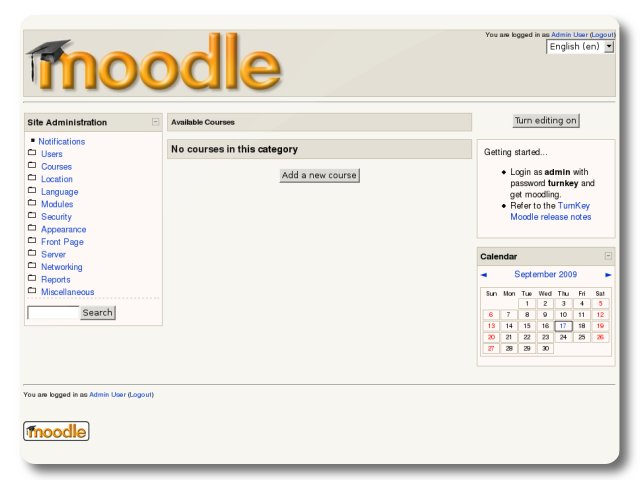 moodle
You are logged in as Admin User (Logout)
English (en)
Site Administration
Notifications
Users
Courses
Location
Language
Modules
Security
Appearance
Front Page
Server
Networking
Reports
Miscellaneous
Search
Available Courses
No courses in this category
Add a new course
Turn editing on
Getting started...
Login as admin with
password turnkey and
get moodling.
Refer to the TurnKey
Moodle release notes
Calendar
◄ September 2009 ►
Sun Mon Tue Wed Thu Fri Sat
1 2 3 4 5
6 7 8 9 10 11 12
13 14 15 16 17 18 19
20 21 22 23 24 25 26
27 28 29 30
You are logged in as Admin User (Logout)
moodle